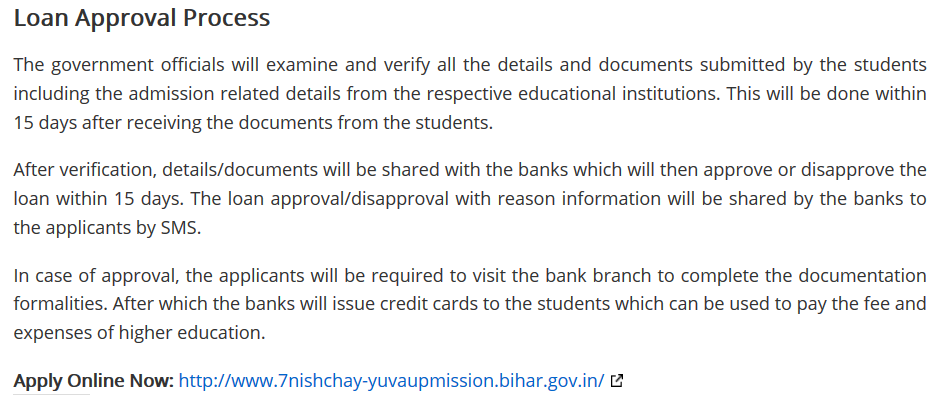 Loan Approval Process
The government officials will examine and verify all the details and documents submitted by the students
including the admission related details from the respective educational institutions. This will be done within
15 days after receiving the documents from the students.
After verification, details/documents will be shared with the banks which will then approve or disapprove the
loan within 15 days. The loan approval/disapproval with reason information will be shared by the banks to
the applicants by SMS.
In case of approval, the applicants will be required to visit the bank branch to complete the documentation
formalities. After which the banks will issue credit cards to the students which can be used to pay the fee and
expenses of higher education.
Apply Online Now: http://www.7nishchay-yuvaupmission.bihar.gov.in/